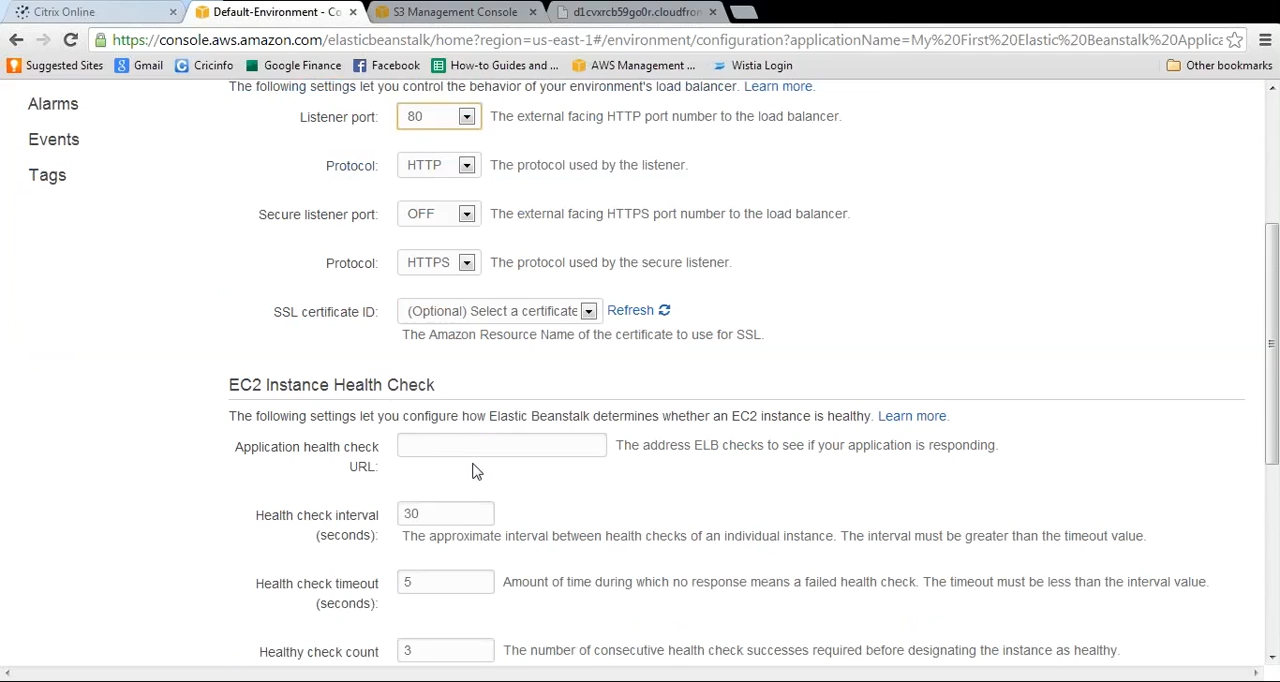 Citrix Online
Default-Environment - Co
S3 Management Console
d1cvxrcb59go0r.cloudfron
https://console.aws.amazon.com/elasticbeanstalk/home?region=us-east-1#/environment/configuration?applicationName=My%20First%20Elastic%20Beanstalk%20Applica
Suggested Sites
Gmail
Cricinfo
Google Finance
Facebook
How-to Guides and ...
AWS Management ...
Wistia Login
Other bookmarks
Alarms
Events
Tags
The following settings let you control the behavior of your environment's load balancer. Learn more.
Listener port: 80 The external facing HTTP port number to the load balancer.
Protocol: HTTP The protocol used by the listener.
Secure listener port: OFF The external facing HTTPS port number to the load balancer.
Protocol: HTTPS The protocol used by the secure listener.
SSL certificate ID: (Optional) Select a certificate Refresh
The Amazon Resource Name of the certificate to use for SSL.
EC2 Instance Health Check
The following settings let you configure how Elastic Beanstalk determines whether an EC2 instance is healthy. Learn more.
Application health check
URL:
The address ELB checks to see if your application is responding.
Health check interval
(seconds):
30
The approximate interval between health checks of an individual instance. The interval must be greater than the timeout value.
Health check timeout
(seconds):
5
Amount of time during which no response means a failed health check. The timeout must be less than the interval value.
Healthy check count
3
The number of consecutive health check successes required before designating the instance as healthy.